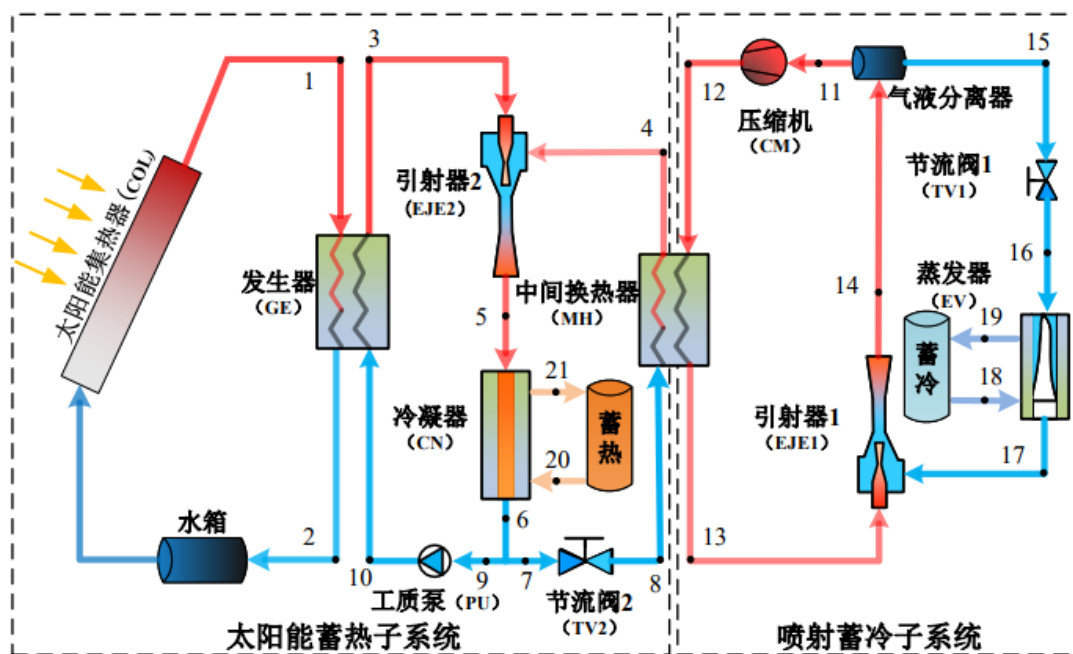 3
15
1
12
11
气液分离器
压缩机
(CM)
4
节流阀1
(TV1)
引射器2
(EJE2)
太阳能集热器(COL)
16
发生器
(GE)
中间换热器
(MH)
14
蒸发器
(EV)
5
19
蓄冷
18
21
冷凝器
(CN)
蓄热
20
引射器1
(EJE1)
17
6
水箱
2
10
9
7
8
13
工质泵(PU)
节流阀2
(TV2)
太阳能蓄热子系统
喷射蓄冷子系统